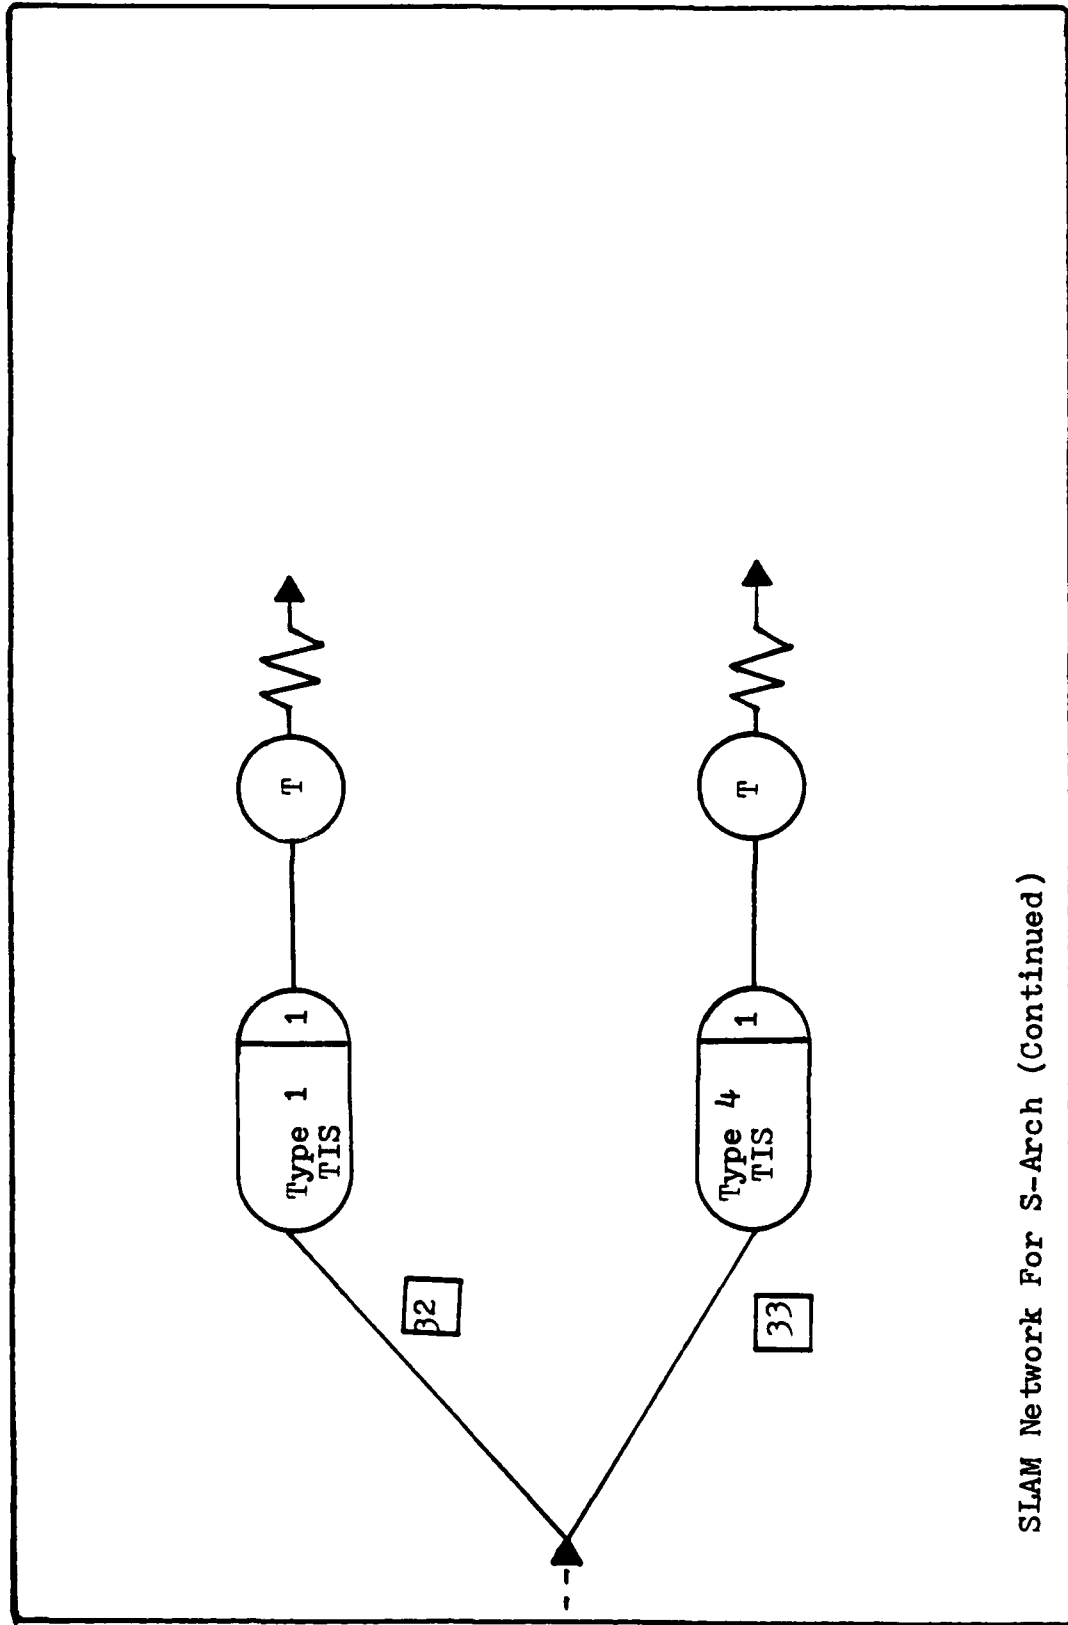 32
Type 1
TIS
1
T
33
Type 4
TIS
1
T
SLAM Network For S-Arch (Continued)